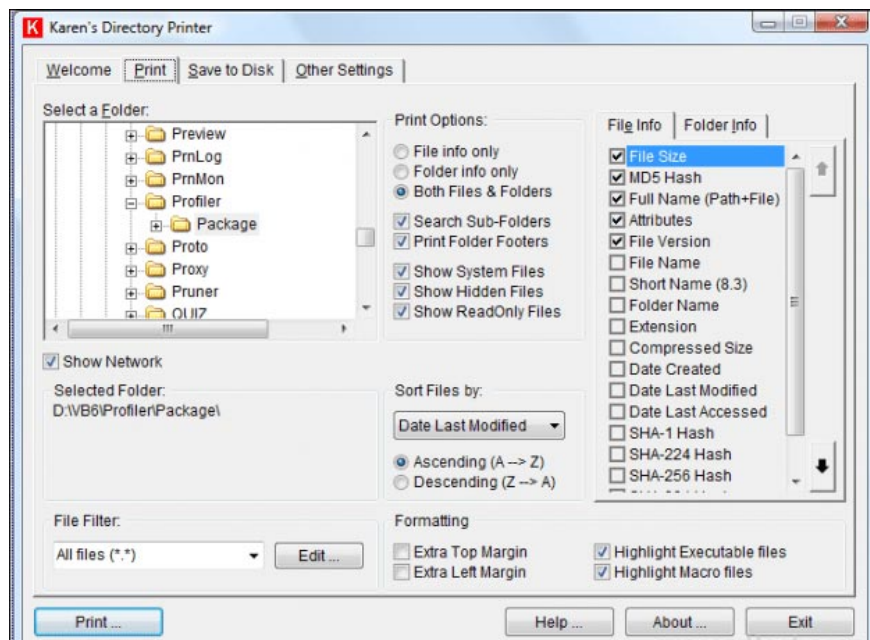 K Karen's Directory Printer
Welcome Print Save to Disk Other Settings
Select a Folder:
Preview
PrnLog
PrnMon
Profiler
Package
Proto
Proxy
Pruner
QUIZ
Show Network
Selected Folder:
D:\VB6\Profiler\Package\
File Filter:
All files (*.*)
Edit ...
Print Options:
File info only
Folder info only
Both Files & Folders
Search Sub-Folders
Print Folder Footers
Show System Files
Show Hidden Files
Show ReadOnly Files
Sort Files by:
Date Last Modified
Ascending (A --> Z)
Descending (Z --> A)
File Info Folder Info
File Size
MD5 Hash
Full Name (Path+File)
Attributes
File Version
File Name
Short Name (8.3)
Folder Name
Extension
Compressed Size
Date Created
Date Last Modified
Date Last Accessed
SHA-1 Hash
SHA-224 Hash
SHA-256 Hash
Formatting
Extra Top Margin
Extra Left Margin
Highlight Executable files
Highlight Macro files
Print ...
Help ...
About ...
Exit